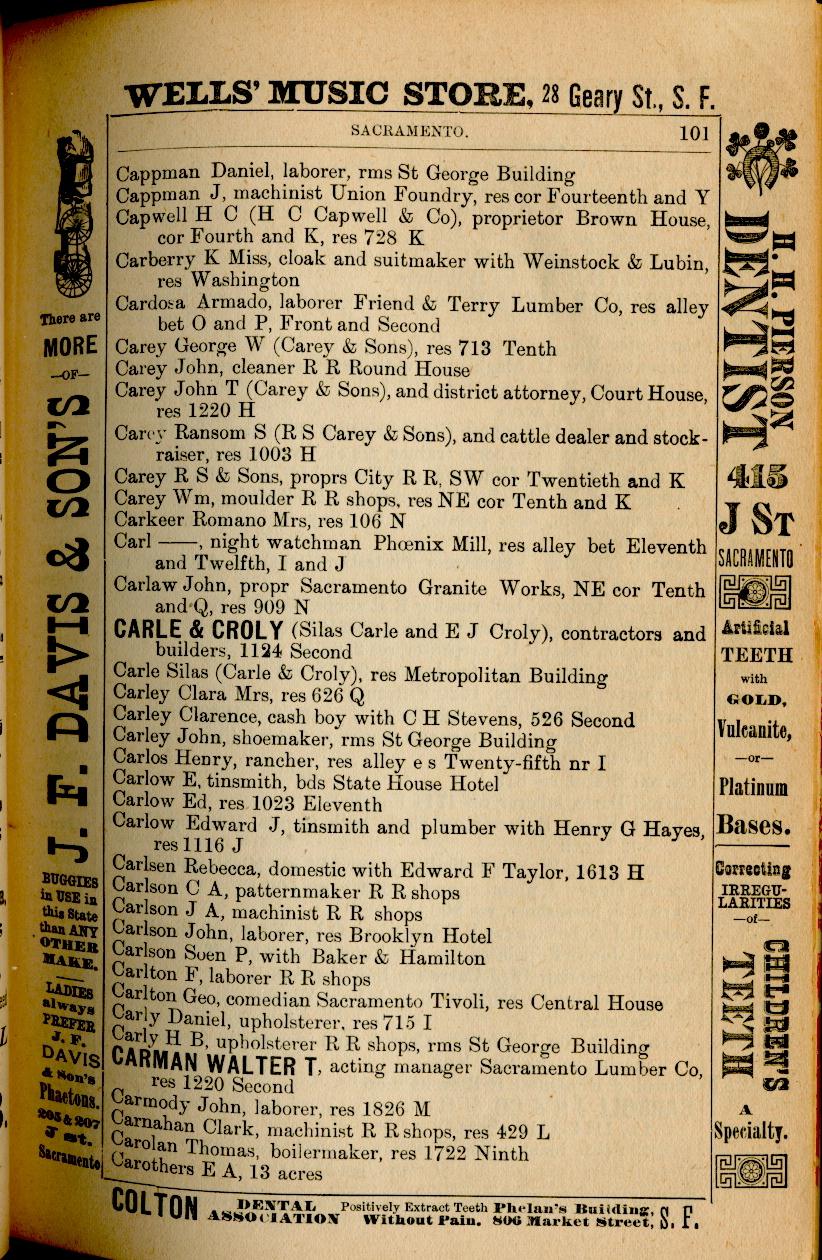 WELLS' MUSIC STORE, 28 Geary St., S. F.
SACRAMENTO. 101
Cappman Daniel, laborer, rms St George Building
Cappman J, machinist Union Foundry, res cor Fourteenth and Y
Capwell H C (H C Capwell & Co), proprietor Brown House,
cor Fourth and K, res 728 K
Carberry K Miss, cloak and suitmaker with Weinstock & Lubin,
res Washington
Cardosa Armado, laborer Friend & Terry Lumber Co, res alley
bet O and P, Front and Second
Carey George W (Carey & Sons), res 713 Tenth
Carey John, cleaner R R Round House
Carey John T (Carey & Sons), and district attorney, Court House,
res 1220 H
Carey Ransom S (R S Carey & Sons), and cattle dealer and stock-
raiser, res 1003 H
Carey R S & Sons, proprs City R R, SW cor Twentieth and K
Carey Wm, moulder R R shops, res NE cor Tenth and K
Carkeer Romano Mrs, res 106 N
Carl ——, night watchman Phœnix Mill, res alley bet Eleventh
and Twelfth, I and J
Carlaw John, propr Sacramento Granite Works, NE cor Tenth
and Q, res 909 N
CARLE & CROLY (Silas Carle and E J Croly), contractors and
builders, 1124 Second
Carle Silas (Carle & Croly), res Metropolitan Building
Carley Clara Mrs, res 626 Q
Carley Clarence, cash boy with C H Stevens, 526 Second
Carley John, shoemaker, rms St George Building
Carlos Henry, rancher, res alley e s Twenty-fifth nr I
Carlow E, tinsmith, bds State House Hotel
Carlow Ed, res 1023 Eleventh
Carlow Edward J, tinsmith and plumber with Henry G Hayes,
res 1116 J
Carlsen Rebecca, domestic with Edward F Taylor, 1613 H
Carlson C A, patternmaker R R shops
Carlson J A, machinist R R shops
Carlson John, laborer, res Brooklyn Hotel
Carlson Suen P, with Baker & Hamilton
Carlton F, laborer R R shops
Carlton Geo, comedian Sacramento Tivoli, res Central House
Carly Daniel, upholsterer, res 715 I
Carly H B, upholsterer R R shops, rms St George Building
CARMAN WALTER T, acting manager Sacramento Lumber Co,
res 1220 Second
Carmody John, laborer, res 1826 M
Carnahan Clark, machinist R R shops, res 429 L
Carolan Thomas, boilermaker, res 1722 Ninth
Carothers E A, 13 acres
There are
MORE
—OF—
J. F. DAVIS & SON'S
BUGGIES
in USE in
this State
than ANY
OTHER
MAKE.
LADIES
always
PREFER
J. F.
DAVIS
& Son's
Phaetons.
205 & 207
J st.
Sacramento
H. H. PIERSON
DENTIST
415
J ST
SACRAMENTO
Artificial
TEETH
with
GOLD,
Vulcanite,
—or—
Platinum
Bases.
Correcting
IRREGU-
LARITIES
—of—
CHILDREN'S
TEETH
A
Specialty.
COLTON DENTAL ASSOCIATION Positively Extract Teeth Without Pain. Phelan's Building, 806 Market Street, S. F.